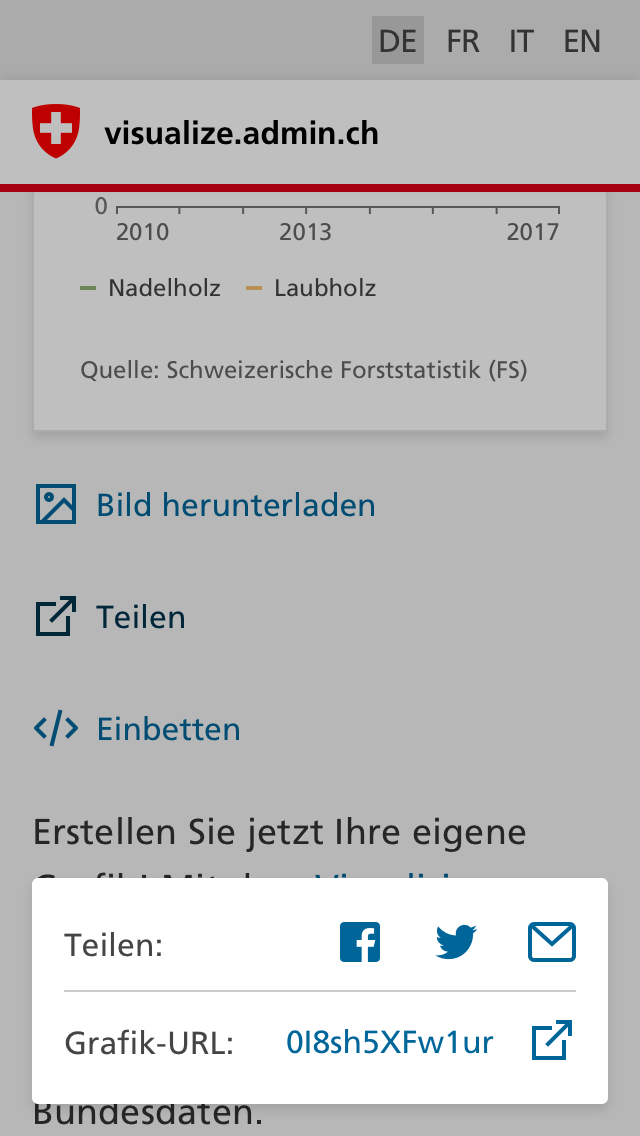 DE FR IT EN
visualize.admin.ch
0
2010 2013 2017
Nadelholz Laubholz
Quelle: Schweizerische Forststatistik (FS)
Bild herunterladen
Teilen
Einbetten
Erstellen Sie jetzt Ihre eigene
Teilen:
Grafik-URL: 0I8sh5XFw1ur
Bundesdaten.